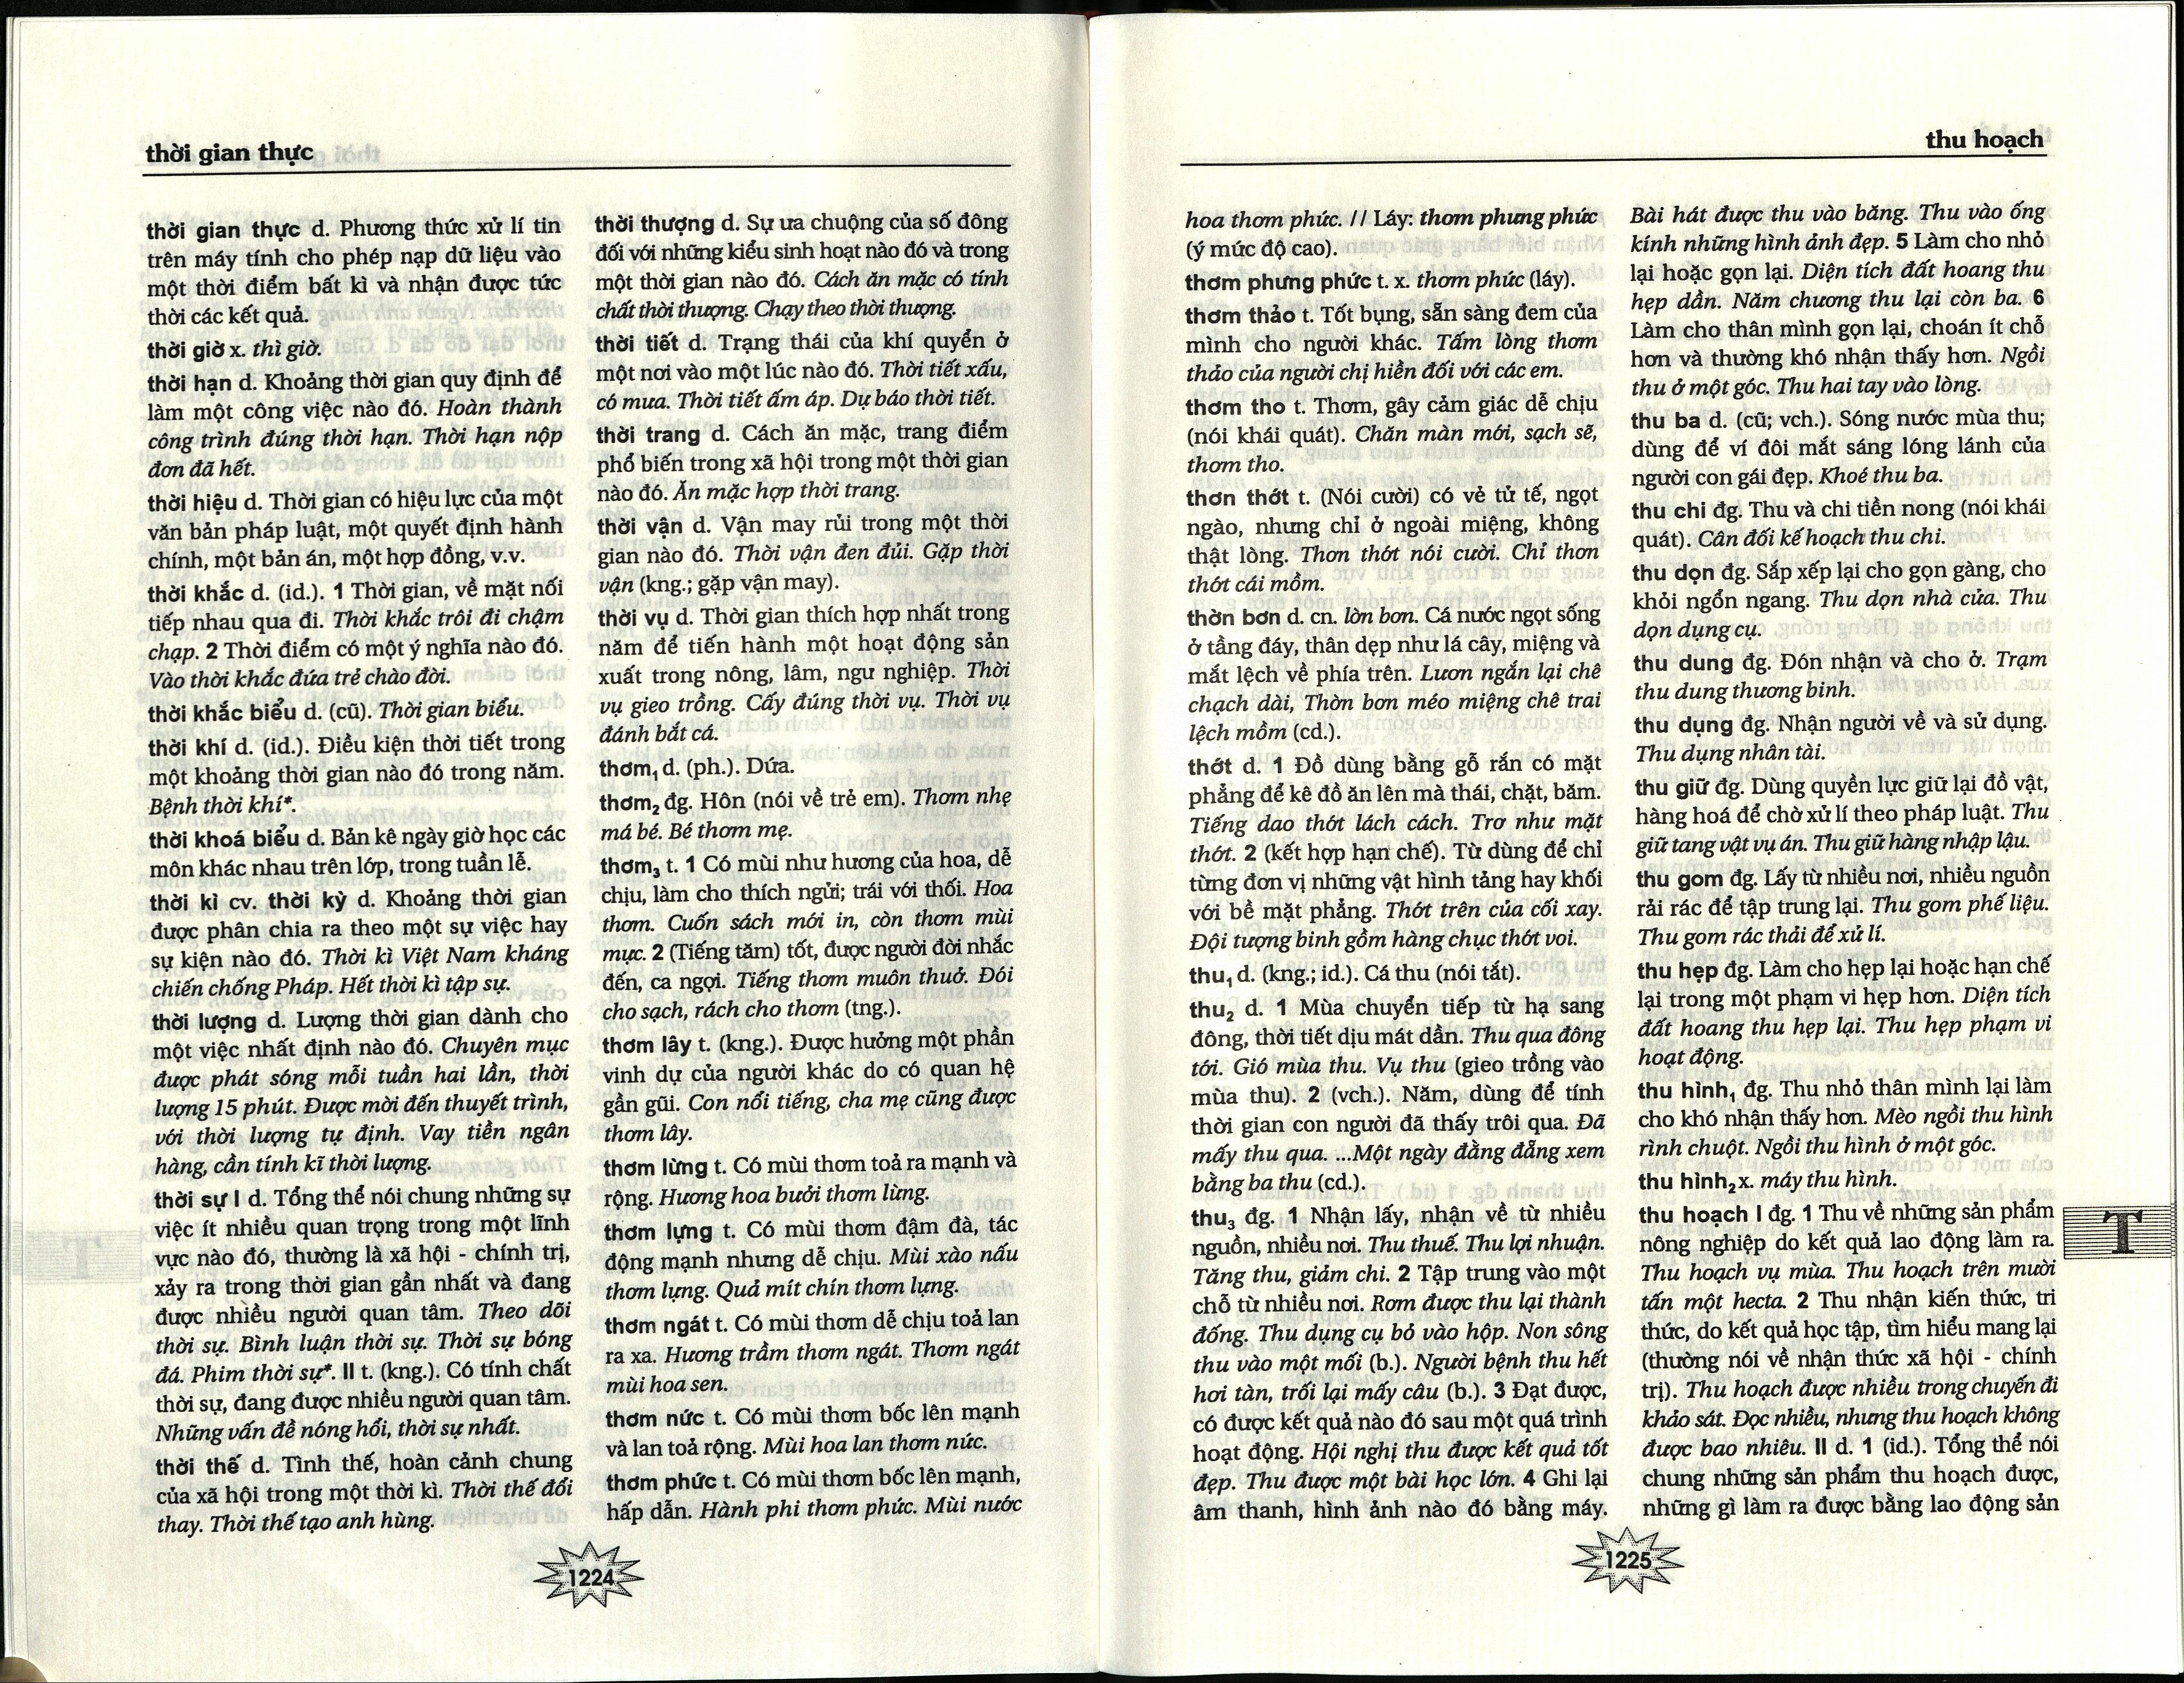 thời gian thực
thời gian thực d. Phương thức xử lí tin
trên máy tính cho phép nạp dữ liệu vào
một thời điểm bất kì và nhận được tức
thời các kết quả.
thời giờ x. thì giờ.
thời hạn d. Khoảng thời gian quy định để
làm một công việc nào đó. Hoàn thành
công trình đúng thời hạn. Thời hạn nộp
đơn đã hết.
thời hiệu d. Thời gian có hiệu lực của một
văn bản pháp luật, một quyết định hành
chính, một bản án, một hợp đồng, v.v.
thời khắc d. (id.). 1 Thời gian, về mặt nối
tiếp nhau qua đi. Thời khắc trôi đi chậm
chạp. 2 Thời điểm có một ý nghĩa nào đó.
Vào thời khắc đứa trẻ chào đời.
thời khắc biểu d. (cũ). Thời gian biểu.
thời khí d. (id.). Điều kiện thời tiết trong
một khoảng thời gian nào đó trong năm.
Bệnh thời khí*.
thời khoá biểu d. Bản kê ngày giờ học các
môn khác nhau trên lớp, trong tuần lễ.
thời kì cv. thời kỳ d. Khoảng thời gian
được phân chia ra theo một sự việc hay
sự kiện nào đó. Thời kì Việt Nam kháng
chiến chống Pháp. Hết thời kì tập sự.
thời lượng d. Lượng thời gian dành cho
một việc nhất định nào đó. Chuyên mục
được phát sóng mỗi tuần hai lần, thời
lượng 15 phút. Được mời đến thuyết trình,
với thời lượng tự định. Vay tiền ngân
hàng, cần tính kĩ thời lượng.
thời sự I d. Tổng thể nói chung những sự
việc ít nhiều quan trọng trong một lĩnh
vực nào đó, thường là xã hội - chính trị,
xảy ra trong thời gian gần nhất và đang
được nhiều người quan tâm. Theo dõi
thời sự. Bình luận thời sự. Thời sự bóng
đá. Phim thời sự*. II t. (kng.). Có tính chất
thời sự, đang được nhiều người quan tâm.
Những vấn đề nóng hổi, thời sự nhất.
thời thế d. Tình thế, hoàn cảnh chung
của xã hội trong một thời kì. Thời thế đổi
thay. Thời thế tạo anh hùng.
thời thượng d. Sự ưa chuộng của số đông
đối với những kiểu sinh hoạt nào đó và trong
một thời gian nào đó. Cách ăn mặc có tính
chất thời thượng. Chạy theo thời thượng.
thời tiết d. Trạng thái của khí quyển ở
một nơi vào một lúc nào đó. Thời tiết xấu,
có mưa. Thời tiết ấm áp. Dự báo thời tiết.
thời trang d. Cách ăn mặc, trang điểm
phổ biến trong xã hội trong một thời gian
nào đó. Ăn mặc hợp thời trang.
thời vận d. Vận may rủi trong một thời
gian nào đó. Thời vận đen đủi. Gặp thời
vận (kng.; gặp vận may).
thời vụ d. Thời gian thích hợp nhất trong
năm để tiến hành một hoạt động sản
xuất trong nông, lâm, ngư nghiệp. Thời
vụ gieo trồng. Cấy đúng thời vụ. Thời vụ
đánh bắt cá.
thơm₁ d. (ph.). Dứa.
thơm₂ đg. Hôn (nói về trẻ em). Thơm nhẹ
má bé. Bé thơm mẹ.
thơm₃ t. 1 Có mùi như hương của hoa, dễ
chịu, làm cho thích ngửi; trái với thối. Hoa
thơm. Cuốn sách mới in, còn thơm mùi
mực. 2 (Tiếng tăm) tốt, được người đời nhắc
đến, ca ngợi. Tiếng thơm muôn thuở. Đói
cho sạch, rách cho thơm (tng.).
thơm lây t. (kng.). Được hưởng một phần
vinh dự của người khác do có quan hệ
gần gũi. Con nổi tiếng, cha mẹ cũng được
thơm lây.
thơm lừng t. Có mùi thơm toả ra mạnh và
rộng. Hương hoa bưởi thơm lừng.
thơm lựng t. Có mùi thơm đậm đà, tác
động mạnh nhưng dễ chịu. Mùi xào nấu
thơm lựng. Quả mít chín thơm lựng.
thơm ngát t. Có mùi thơm dễ chịu toả lan
ra xa. Hương trầm thơm ngát. Thơm ngát
mùi hoa sen.
thơm nức t. Có mùi thơm bốc lên mạnh
và lan toả rộng. Mùi hoa lan thơm nức.
thơm phức t. Có mùi thơm bốc lên mạnh,
hấp dẫn. Hành phi thơm phức. Mùi nước
1224
thu hoạch
hoa thơm phức. // Láy: thơm phưng phức
(ý mức độ cao).
thơm phưng phức t. x. thơm phức (láy).
thơm thảo t. Tốt bụng, sẵn sàng đem của
mình cho người khác. Tấm lòng thơm
thảo của người chị hiền đối với các em.
thơm tho t. Thơm, gây cảm giác dễ chịu
(nói khái quát). Chăn màn mới, sạch sẽ,
thơm tho.
thơn thớt t. (Nói cười) có vẻ tử tế, ngọt
ngào, nhưng chỉ ở ngoài miệng, không
thật lòng. Thơn thớt nói cười. Chỉ thơn
thớt cái mồm.
thờn bơn d. cn. lờn bơn. Cá nước ngọt sống
ở tầng đáy, thân dẹp như lá cây, miệng và
mắt lệch về phía trên. Lươn ngắn lại chê
chạch dài, Thờn bơn méo miệng chê trai
lệch mồm (cd.).
thớt d. 1 Đồ dùng bằng gỗ rắn có mặt
phẳng để kê đồ ăn lên mà thái, chặt, băm.
Tiếng dao thớt lách cách. Trơ như mặt
thớt. 2 (kết hợp hạn chế). Từ dùng để chỉ
từng đơn vị những vật hình tảng hay khối
với bề mặt phẳng. Thớt trên của cối xay.
Đội tượng binh gồm hàng chục thớt voi.
thu₁ d. (kng.; id.). Cá thu (nói tắt).
thu₂ d. 1 Mùa chuyển tiếp từ hạ sang
đông, thời tiết dịu mát dần. Thu qua đông
tới. Gió mùa thu. Vụ thu (gieo trồng vào
mùa thu). 2 (vch.). Năm, dùng để tính
thời gian con người đã thấy trôi qua. Đã
mấy thu qua. ...Một ngày đằng đẵng xem
bằng ba thu (cd.).
thu₃ đg. 1 Nhận lấy, nhận về từ nhiều
nguồn, nhiều nơi. Thu thuế. Thu lợi nhuận.
Tăng thu, giảm chi. 2 Tập trung vào một
chỗ từ nhiều nơi. Rơm được thu lại thành
đống. Thu dụng cụ bỏ vào hộp. Non sông
thu vào một mối (b.). Người bệnh thu hết
hơi tàn, trối lại mấy câu (b.). 3 Đạt được,
có được kết quả nào đó sau một quá trình
hoạt động. Hội nghị thu được kết quả tốt
đẹp. Thu được một bài học lớn. 4 Ghi lại
âm thanh, hình ảnh nào đó bằng máy.
Bài hát được thu vào băng. Thu vào ống
kính những hình ảnh đẹp. 5 Làm cho nhỏ
lại hoặc gọn lại. Diện tích đất hoang thu
hẹp dần. Năm chương thu lại còn ba. 6
Làm cho thân mình gọn lại, choán ít chỗ
hơn và thường khó nhận thấy hơn. Ngồi
thu ở một góc. Thu hai tay vào lòng.
thu ba d. (cũ; vch.). Sóng nước mùa thu;
dùng để ví đôi mắt sáng lóng lánh của
người con gái đẹp. Khoé thu ba.
thu chi đg. Thu và chi tiền nong (nói khái
quát). Cân đối kế hoạch thu chi.
thu dọn đg. Sắp xếp lại cho gọn gàng, cho
khỏi ngổn ngang. Thu dọn nhà cửa. Thu
dọn dụng cụ.
thu dung đg. Đón nhận và cho ở. Trạm
thu dung thương binh.
thu dụng đg. Nhận người về và sử dụng.
Thu dụng nhân tài.
thu giữ đg. Dùng quyền lực giữ lại đồ vật,
hàng hoá để chờ xử lí theo pháp luật. Thu
giữ tang vật vụ án. Thu giữ hàng nhập lậu.
thu gom đg. Lấy từ nhiều nơi, nhiều nguồn
rải rác để tập trung lại. Thu gom phế liệu.
Thu gom rác thải để xử lí.
thu hẹp đg. Làm cho hẹp lại hoặc hạn chế
lại trong một phạm vi hẹp hơn. Diện tích
đất hoang thu hẹp lại. Thu hẹp phạm vi
hoạt động.
thu hình₁ đg. Thu nhỏ thân mình lại làm
cho khó nhận thấy hơn. Mèo ngồi thu hình
rình chuột. Ngồi thu hình ở một góc.
thu hình₂ x. máy thu hình.
thu hoạch I đg. 1 Thu về những sản phẩm
nông nghiệp do kết quả lao động làm ra.
Thu hoạch vụ mùa. Thu hoạch trên mười
tấn một hecta. 2 Thu nhận kiến thức, tri
thức, do kết quả học tập, tìm hiểu mang lại
(thường nói về nhận thức xã hội - chính
trị). Thu hoạch được nhiều trong chuyến đi
khảo sát. Đọc nhiều, nhưng thu hoạch không
được bao nhiêu. II d. 1 (id.). Tổng thể nói
chung những sản phẩm thu hoạch được,
những gì làm ra được bằng lao động sản
T
1225